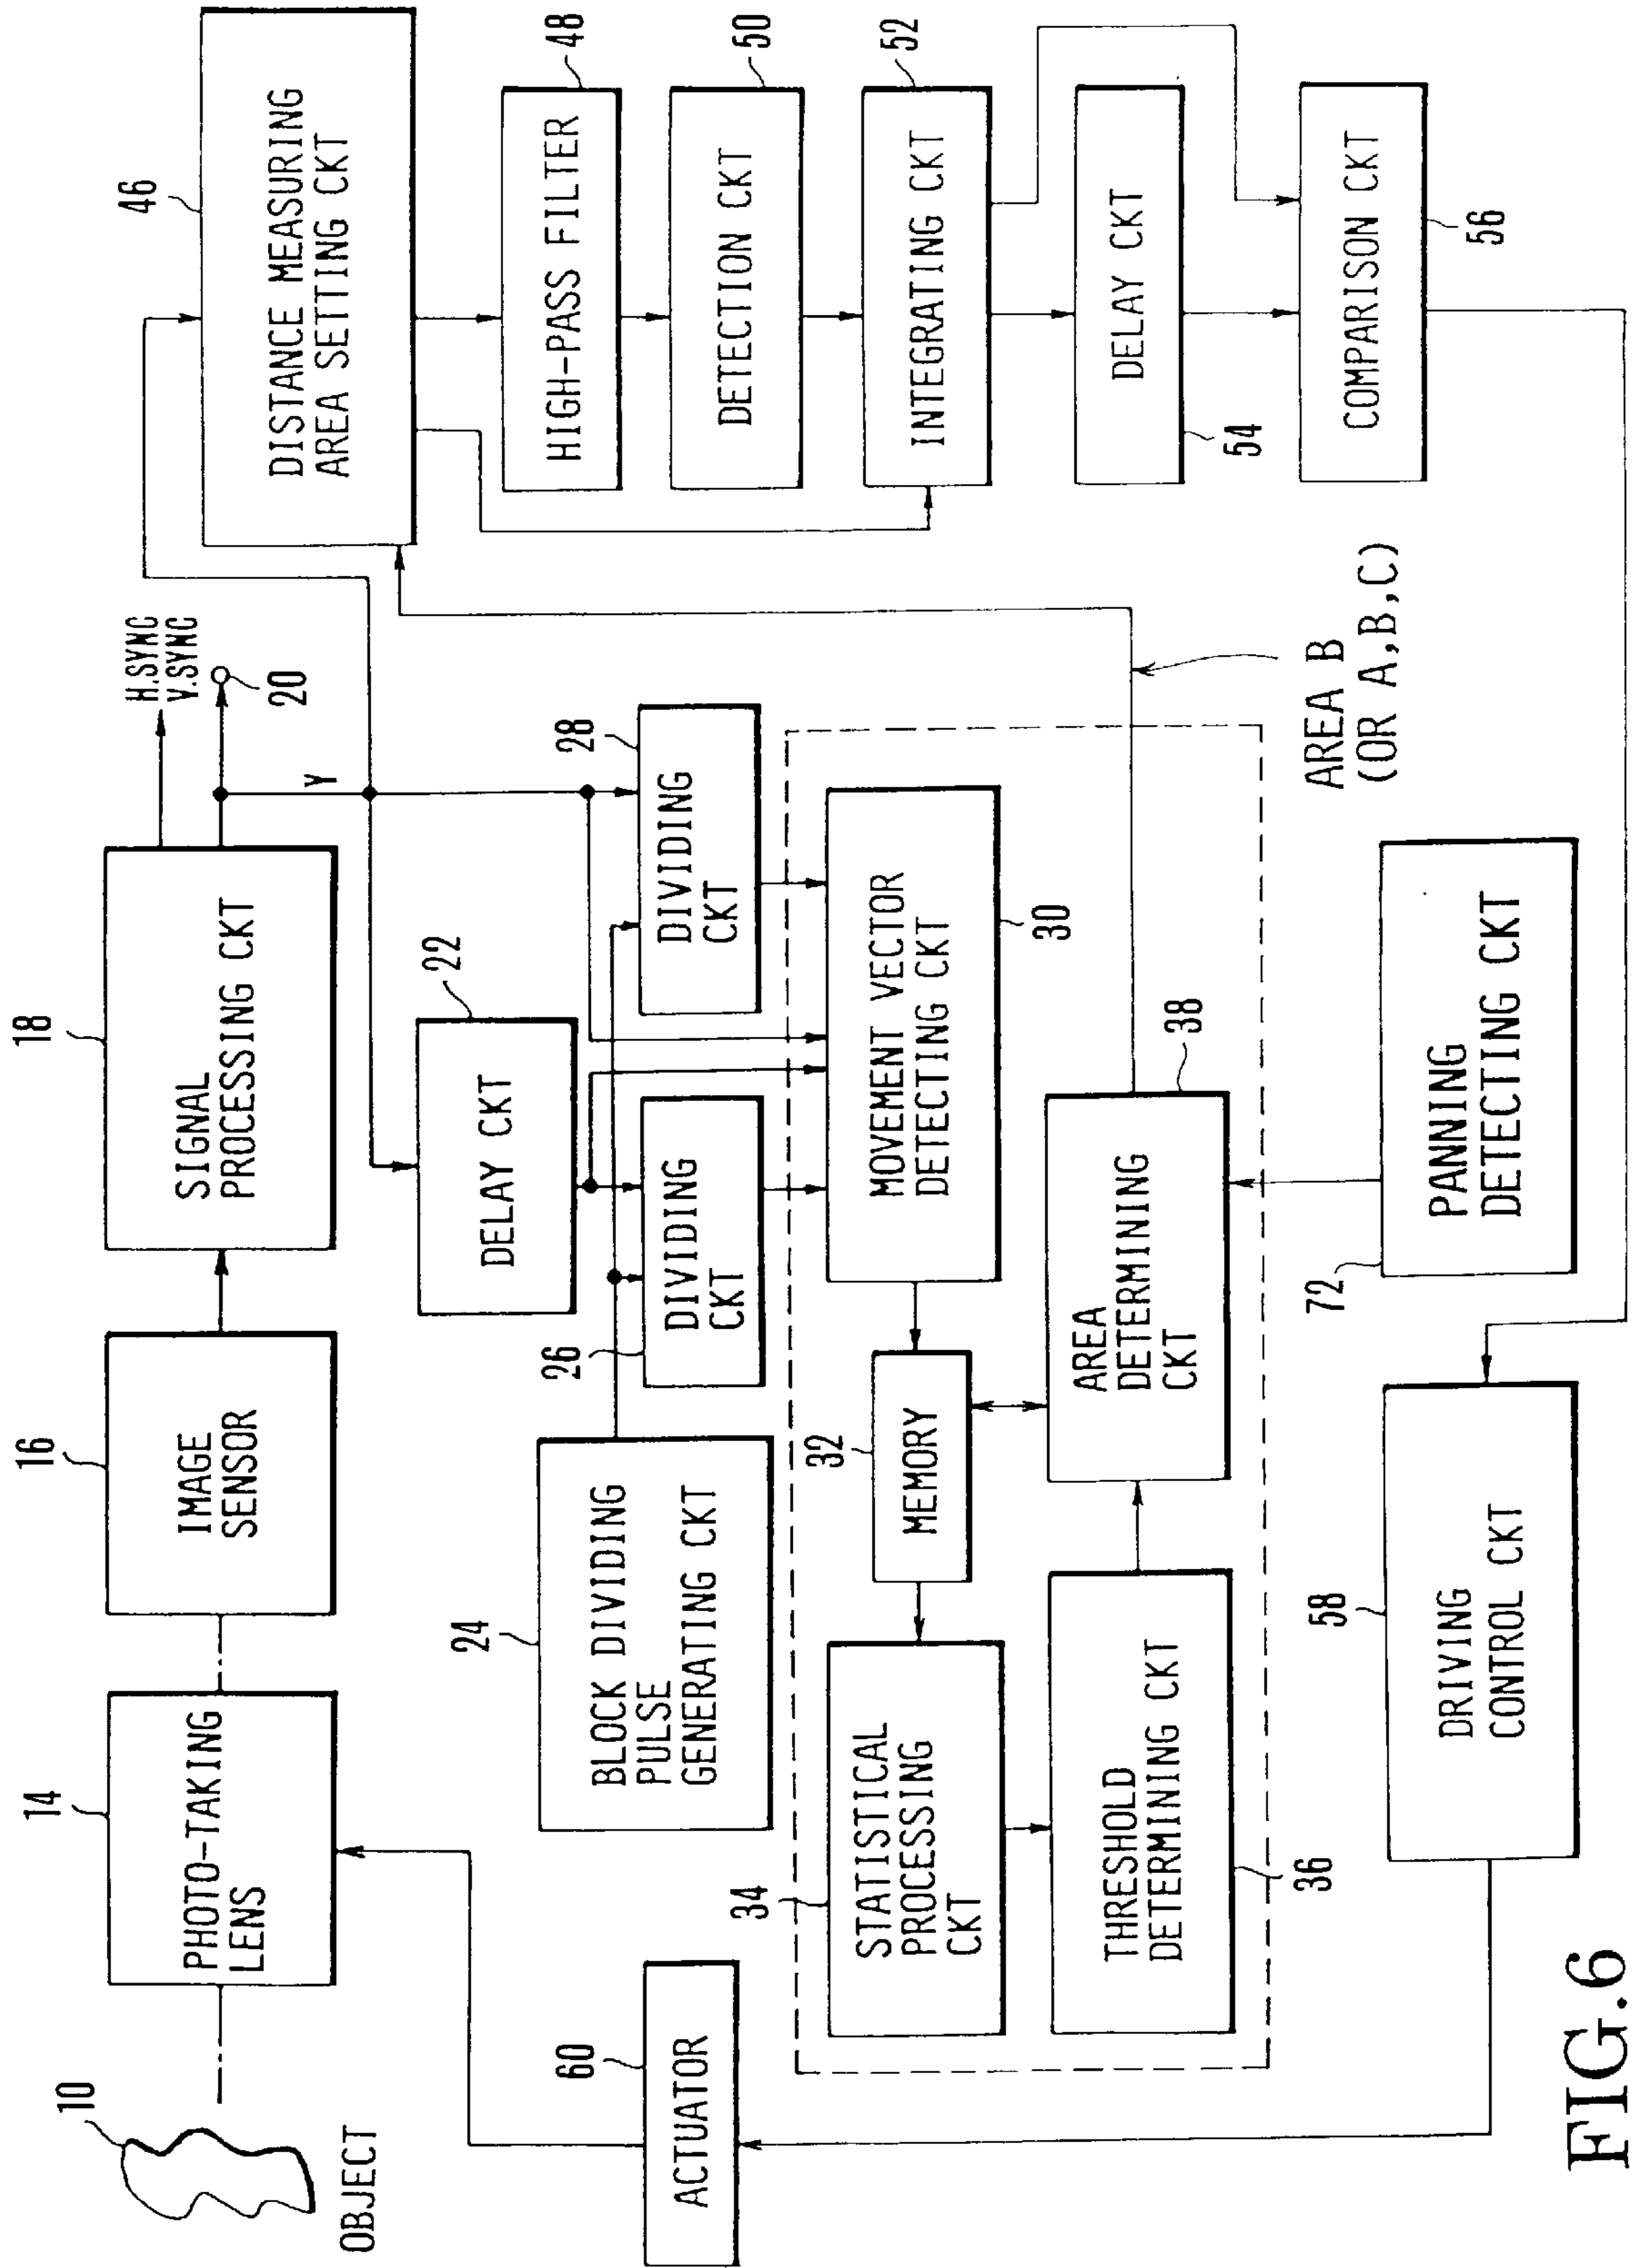 10
OBJECT
14
PHOTO-TAKING
LENS
16
IMAGE
SENSOR
18
SIGNAL
PROCESSING CKT
H.SYNC
V.SYNC
20
Y
46
DISTANCE MEASURING
AREA SETTING CKT
22
DELAY CKT
24
BLOCK DIVIDING
PULSE
GENERATING CKT
26
DIVIDING
CKT
28
DIVIDING
CKT
48
HIGH-PASS FILTER
50
DETECTION CKT
52
INTEGRATING CKT
DELAY CKT
54
COMPARISON CKT
56
60
ACTUATOR
34
STATISTICAL
PROCESSING
CKT
32
MEMORY
MOVEMENT VECTOR
DETECTING CKT
30
THRESHOLD
DETERMINING CKT
36
AREA
DETERMINING
CKT
38
AREA B
(OR A,B,C)
58
DRIVING
CONTROL CKT
72
PANNING
DETECTING CKT
FIG.6